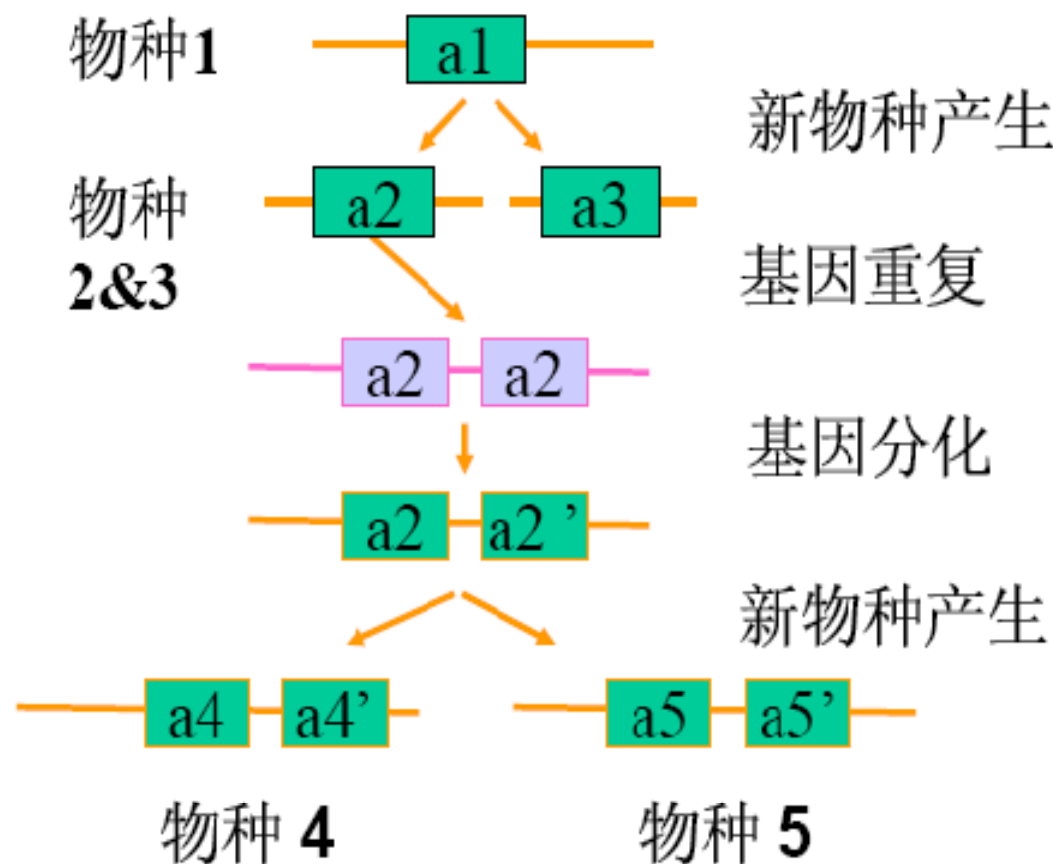 物种1
a1
新物种产生
物种
2&3
a2
a3
基因重复
a2
a2
基因分化
a2
a2 ’
新物种产生
a4
a4’
a5
a5’
物种 4
物种 5